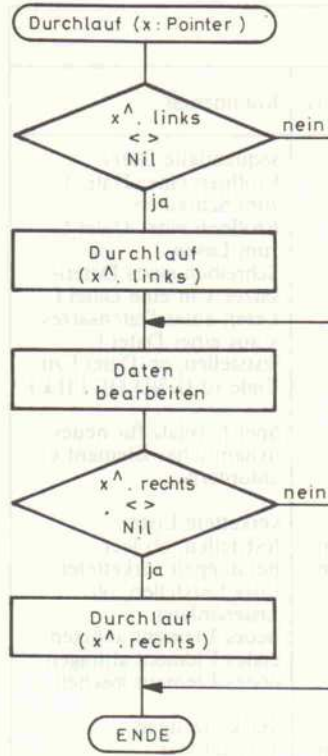 Durchlauf (x: Pointer)
x^. links
< >
Nil
nein
ja
Durchlauf
(x^. links)
Daten
bearbeiten
x^. rechts
< >
Nil
nein
ja
Durchlauf
(x^. rechts)
ENDE